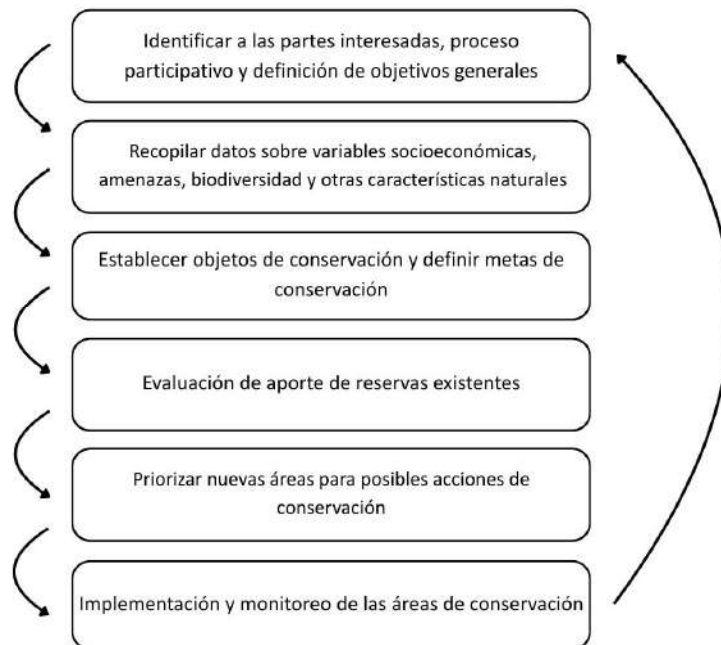 Identificar a las partes interesadas, proceso
participativo y definición de objetivos generales
Recopilar datos sobre variables socioeconómicas,
amenazas, biodiversidad y otras características naturales
Establecer objetos de conservación y definir metas de
conservación
Evaluación de aporte de reservas existentes
Priorizar nuevas áreas para posibles acciones de
conservación
Implementación y monitoreo de las áreas de conservación